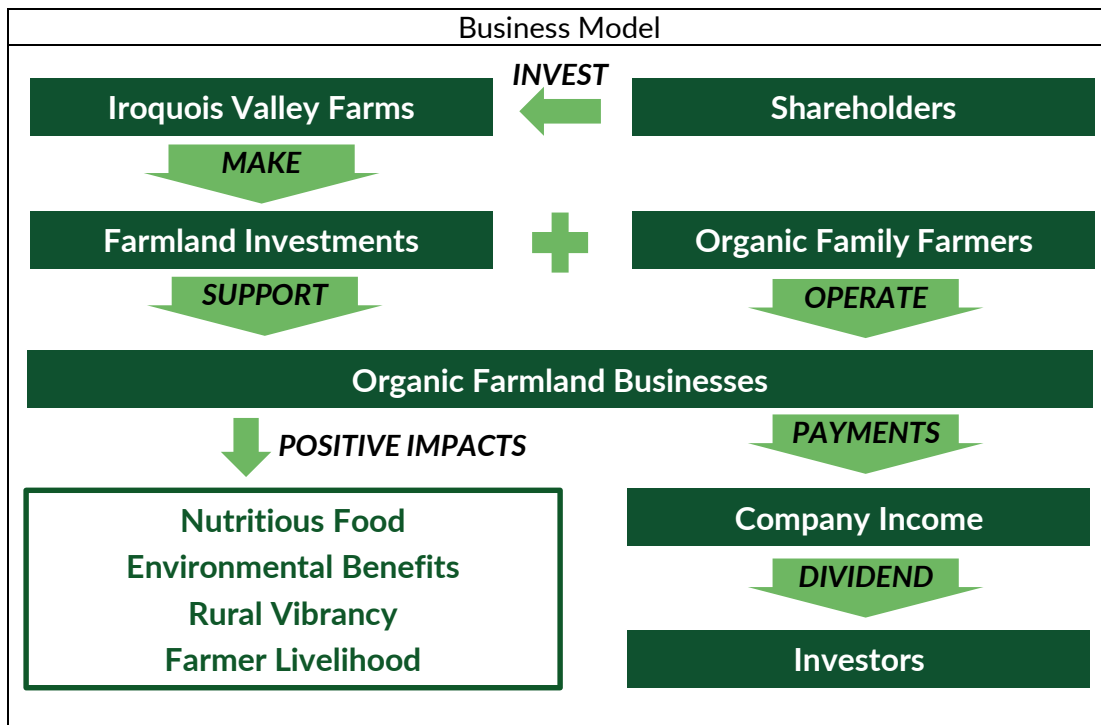 Business Model
INVEST
Iroquois Valley Farms
Shareholders
MAKE
Farmland Investments
Organic Family Farmers
SUPPORT
OPERATE
Organic Farmland Businesses
POSITIVE IMPACTS
PAYMENTS
Nutritious Food
Environmental Benefits
Rural Vibrancy
Farmer Livelihood
Company Income
DIVIDEND
Investors